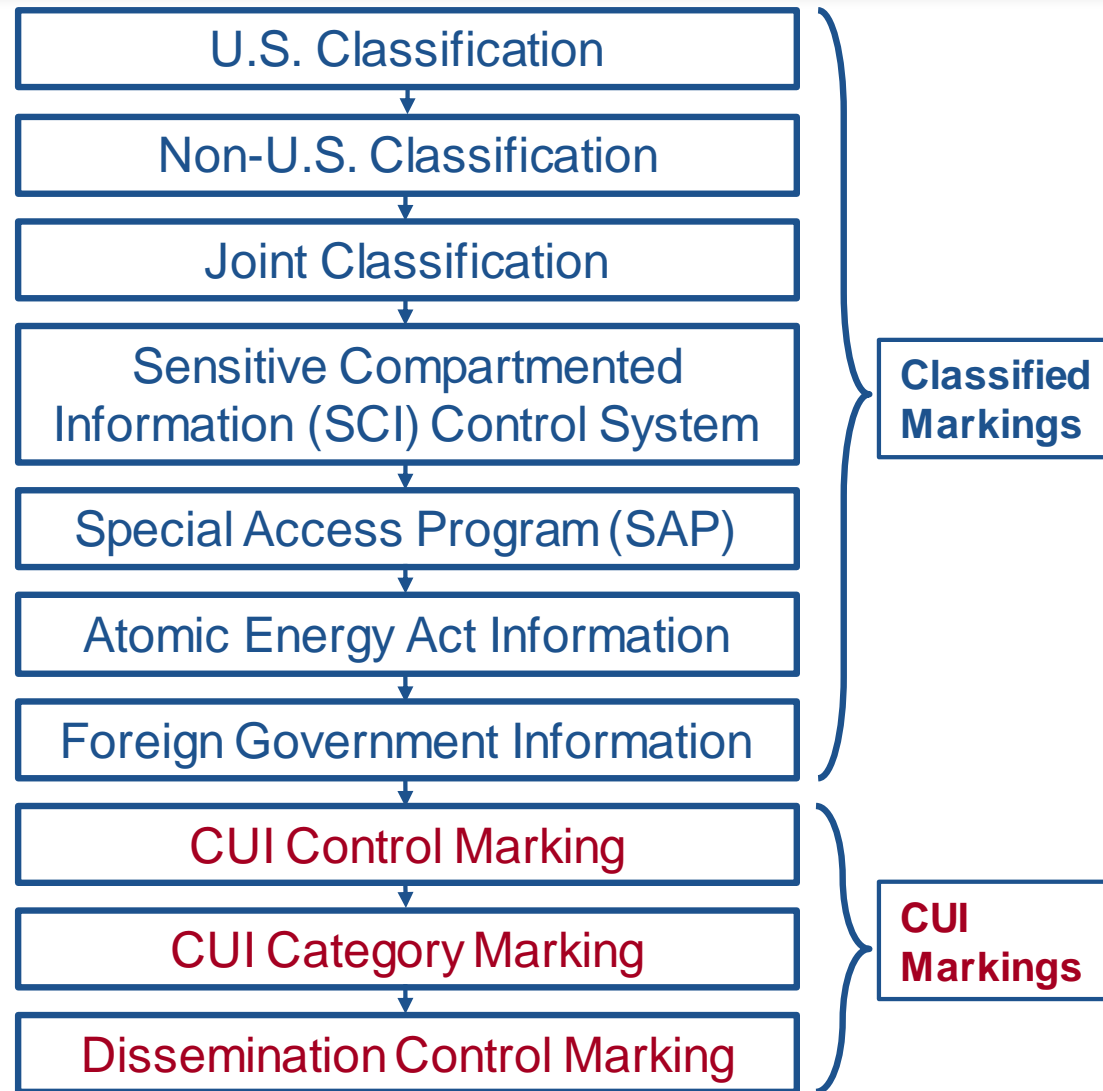 U.S. Classification
Non-U.S. Classification
Joint Classification
Sensitive Compartmented
Information (SCI) Control System
Special Access Program (SAP)
Atomic Energy Act Information
Foreign Government Information
Classified
Markings
CUI Control Marking
CUI Category Marking
Dissemination Control Marking
CUI
Markings